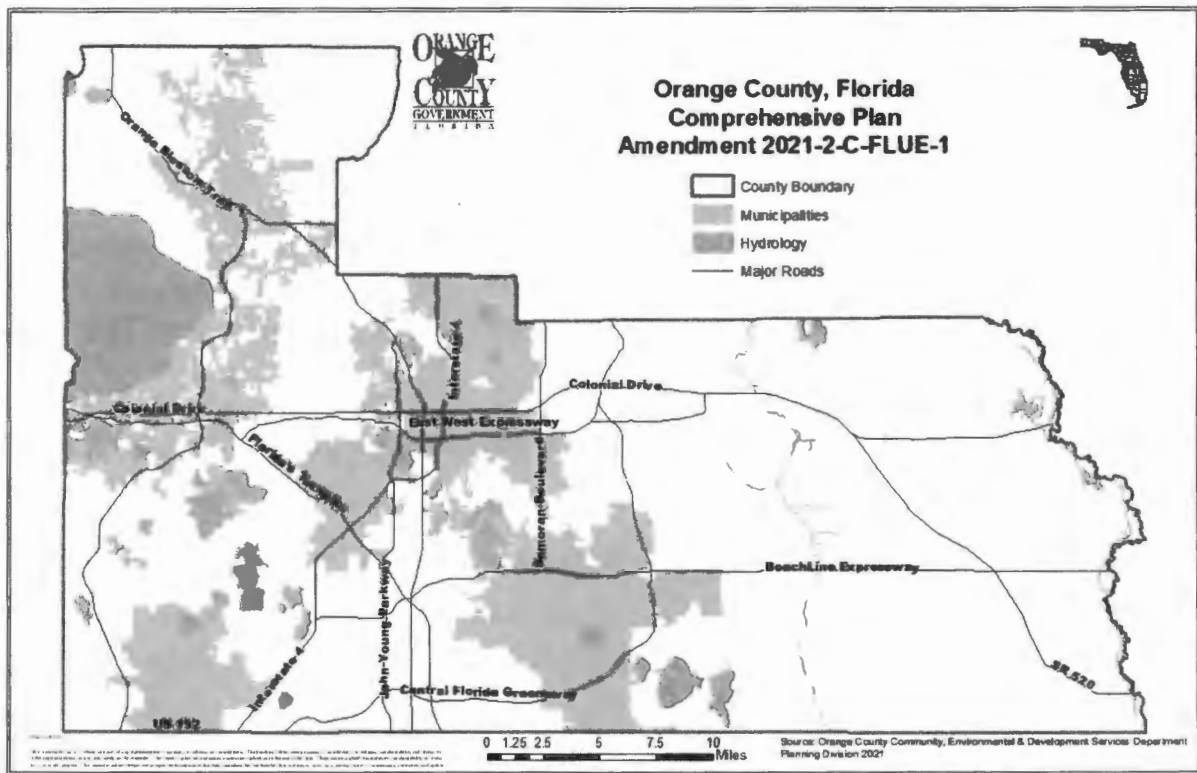 ORANGE
COUNTY
GOVERNMENT
FLORIDA
Orange County, Florida
Comprehensive Plan
Amendment 2021-2-C-FLUE-1
County Boundary
Municipalities
Hydrology
Major Roads
Orange Blossom Trail
Interstate 4
Colonial Drive
Colonial Drive
East West Expressway
Florida's Turnpike
Semoran Boulevard
BeachLine Expressway
John Young Parkway
Interstate 4
Central Florida Greeneway
SR 520
US 192
0 1.25 2.5 5 7.5 10
Miles
Source: Orange County Community, Environmental & Development Services Department
Planning Division 2021